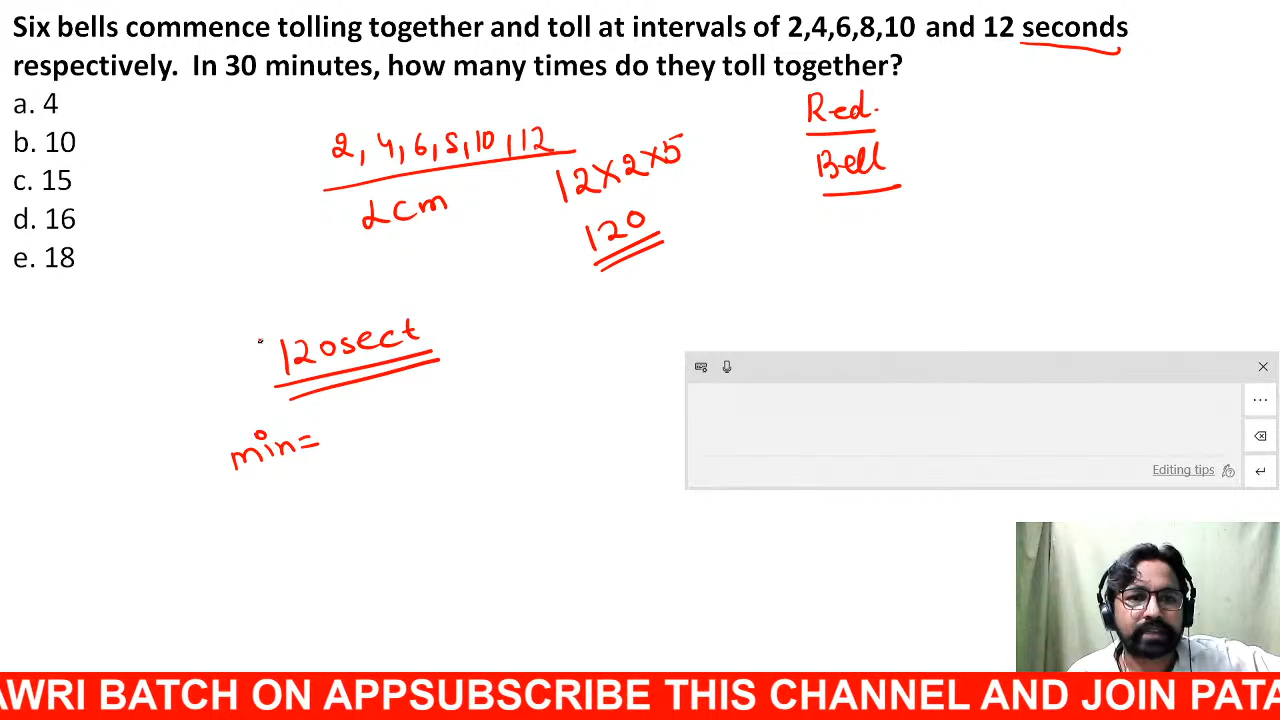 Six bells commence tolling together and toll at intervals of 2,4,6,8,10 and 12 seconds
respectively. In 30 minutes, how many times do they toll together?
a. 4
b. 10
c. 15
d. 16
e. 18
Red.
Bell
2, 4, 6, 8, 10, 12
LCM
12×2×5
120
120sect
min=
Editing tips
AWRI BATCH ON APPSUBSCRIBE THIS CHANNEL AND JOIN PATA